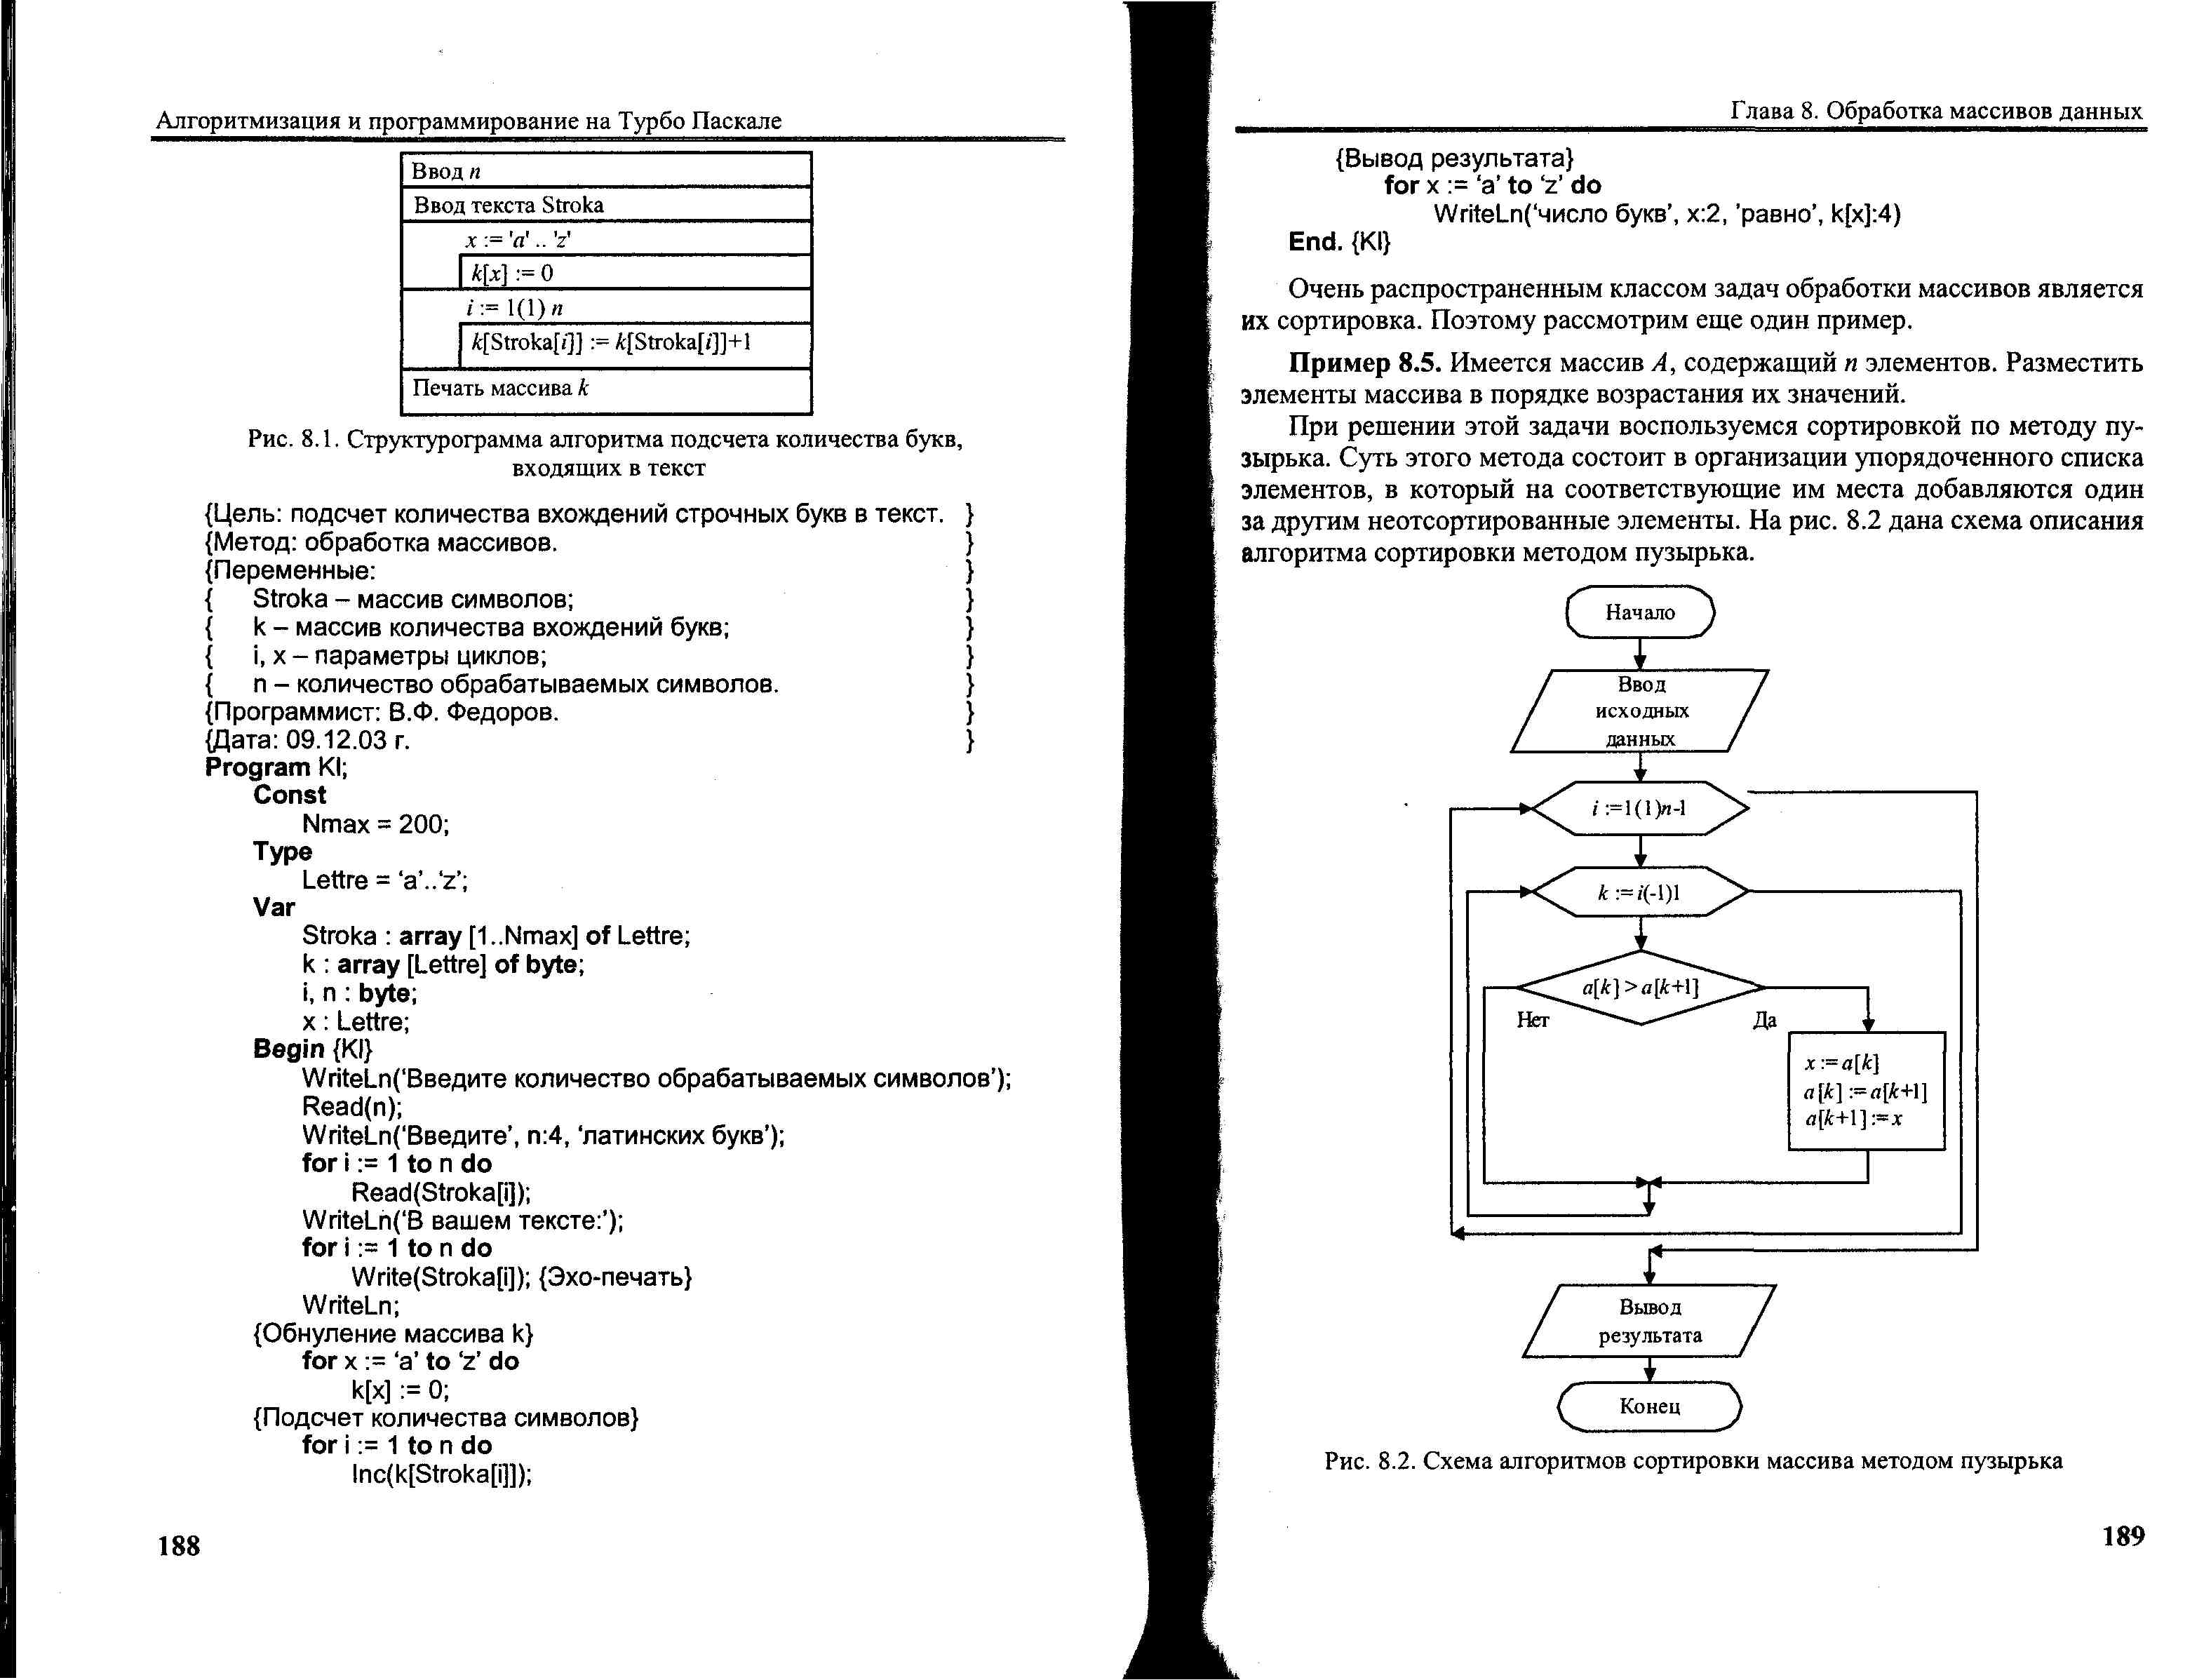 Алгоритмизация и программирование на Турбо Паскале
Ввод n
Ввод текста Stroka
x := 'a' .. 'z'
k[x] := 0
i := 1(1) n
k[Stroka[i]] := k[Stroka[i]]+1
Печать массива k
Рис. 8.1. Структурограмма алгоритма подсчета количества букв,
входящих в текст
{Цель: подсчет количества вхождений строчных букв в текст. }
{Метод: обработка массивов. }
{Переменные: }
{ Stroka – массив символов; }
{ k – массив количества вхождений букв; }
{ i, x – параметры циклов; }
{ n – количество обрабатываемых символов. }
{Программист: В.Ф. Федоров. }
{Дата: 09.12.03 г. }
Program Kl;
Const
Nmax = 200;
Type
Lettre = ‘a’..‘z’;
Var
Stroka : array [1..Nmax] of Lettre;
k : array [Lettre] of byte;
i, n : byte;
x : Lettre;
Begin {Kl}
WriteLn(‘Введите количество обрабатываемых символов’);
Read(n);
WriteLn(‘Введите’, n:4, ‘латинских букв’);
for i := 1 to n do
Read(Stroka[i]);
WriteLn(‘В вашем тексте:’);
for i := 1 to n do
Write(Stroka[i]); {Эхо-печать}
WriteLn;
{Обнуление массива k}
for x := ‘a’ to ‘z’ do
k[x] := 0;
{Подсчет количества символов}
for i := 1 to n do
Inc(k[Stroka[i]]);
188
Глава 8. Обработка массивов данных
{Вывод результата}
for x := ‘a’ to ‘z’ do
WriteLn(‘число букв’, x:2, ’равно’, k[x]:4)
End. {Kl}
Очень распространенным классом задач обработки массивов является
их сортировка. Поэтому рассмотрим еще один пример.
Пример 8.5. Имеется массив A, содержащий n элементов. Разместить
элементы массива в порядке возрастания их значений.
При решении этой задачи воспользуемся сортировкой по методу пу-
зырька. Суть этого метода состоит в организации упорядоченного списка
элементов, в который на соответствующие им места добавляются один
за другим неотсортированные элементы. На рис. 8.2 дана схема описания
алгоритма сортировки методом пузырька.
Начало
Ввод
исходных
данных
i :=1(1)n-1
k := i(-1)1
a[k] > a[k+1]
Нет
Да
x := a[k]
a[k] := a[k+1]
a[k+1] := x
Вывод
результата
Конец
Рис. 8.2. Схема алгоритмов сортировки массива методом пузырька
189